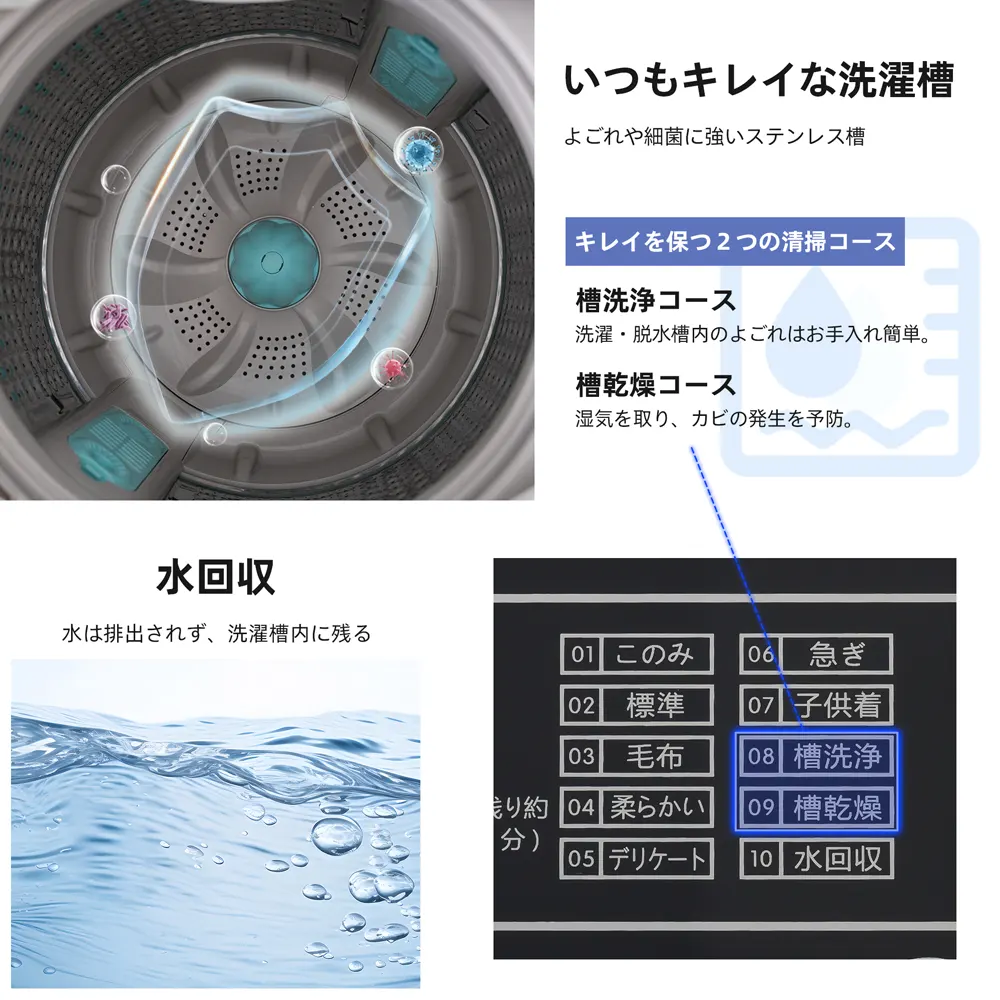 いつもキレイな洗濯槽
よごれや細菌に強いステンレス槽
キレイを保つ2つの清掃コース
槽洗浄コース
洗濯・脱水槽内のよごれはお手入れ簡単。
槽乾燥コース
湿気を取り、カビの発生を予防。
水回収
水は排出されず、洗濯槽内に残る
01 このみ
02 標準
03 毛布
04 柔らかい
05 デリケート
06 急ぎ
07 子供着
08 槽洗浄
09 槽乾燥
10 水回収
り約
分)